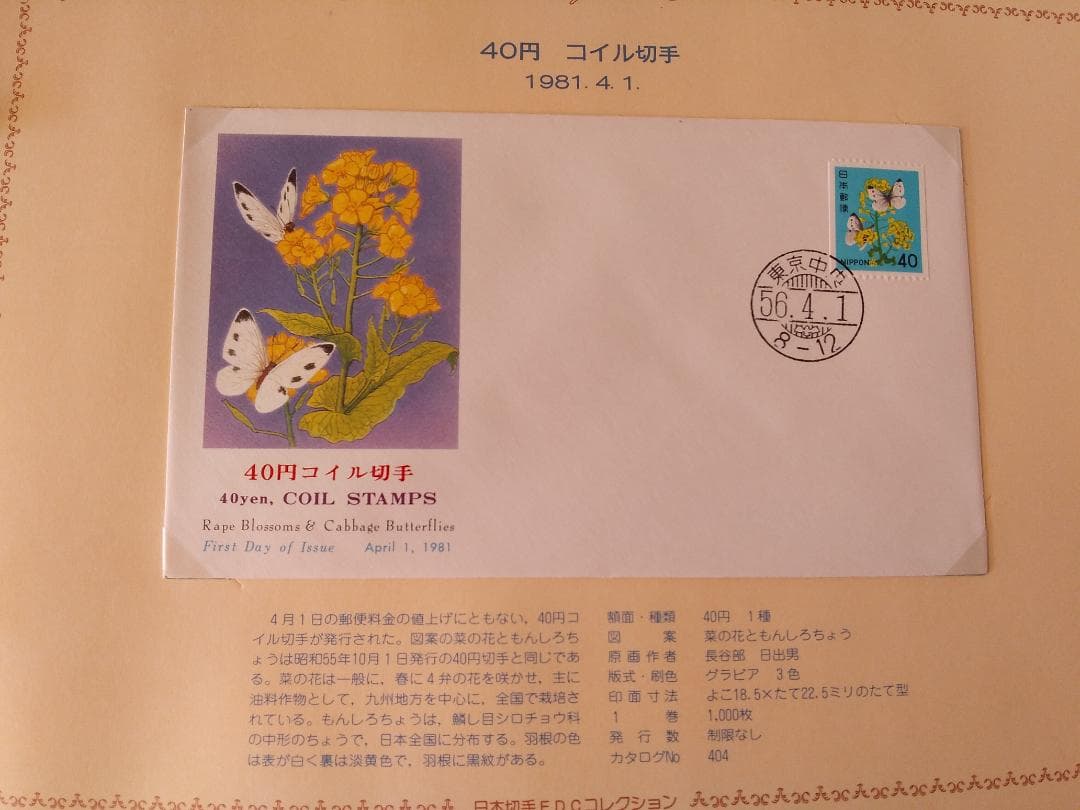 40円 コイル切手
1981. 4. 1.
日本郵便
NIPPON 40
東京中央
56.4.1
8-12
40円コイル切手
40yen, COIL STAMPS
Rape Blossoms & Cabbage Butterflies
First Day of Issue April 1, 1981
4月1日の郵便料金の値上げにともない，40円コ
イル切手が発行された。図案の菜の花ともんしろち
ょうは昭和55年10月1日発行の40円切手と同じであ
る。菜の花は一般に，春に4弁の花を咲かせ，主に
油料作物として，九州地方を中心に，全国で栽培さ
れている。もんしろちょうは，鱗し目シロチョウ科
の中形のちょうで，日本全国に分布する。羽根の色
は表が白く裏は淡黄色で，羽根に黒紋がある。
額面・種類 40円 1種
図案 菜の花ともんしろちょう
原画作者 長谷部 日出男
版式・刷色 グラビア 3色
印面寸法 よこ18.5×たて22.5ミリのたて型
1巻 1,000枚
発行数 制限なし
カタログNo 404
日本切手FDCコレクション